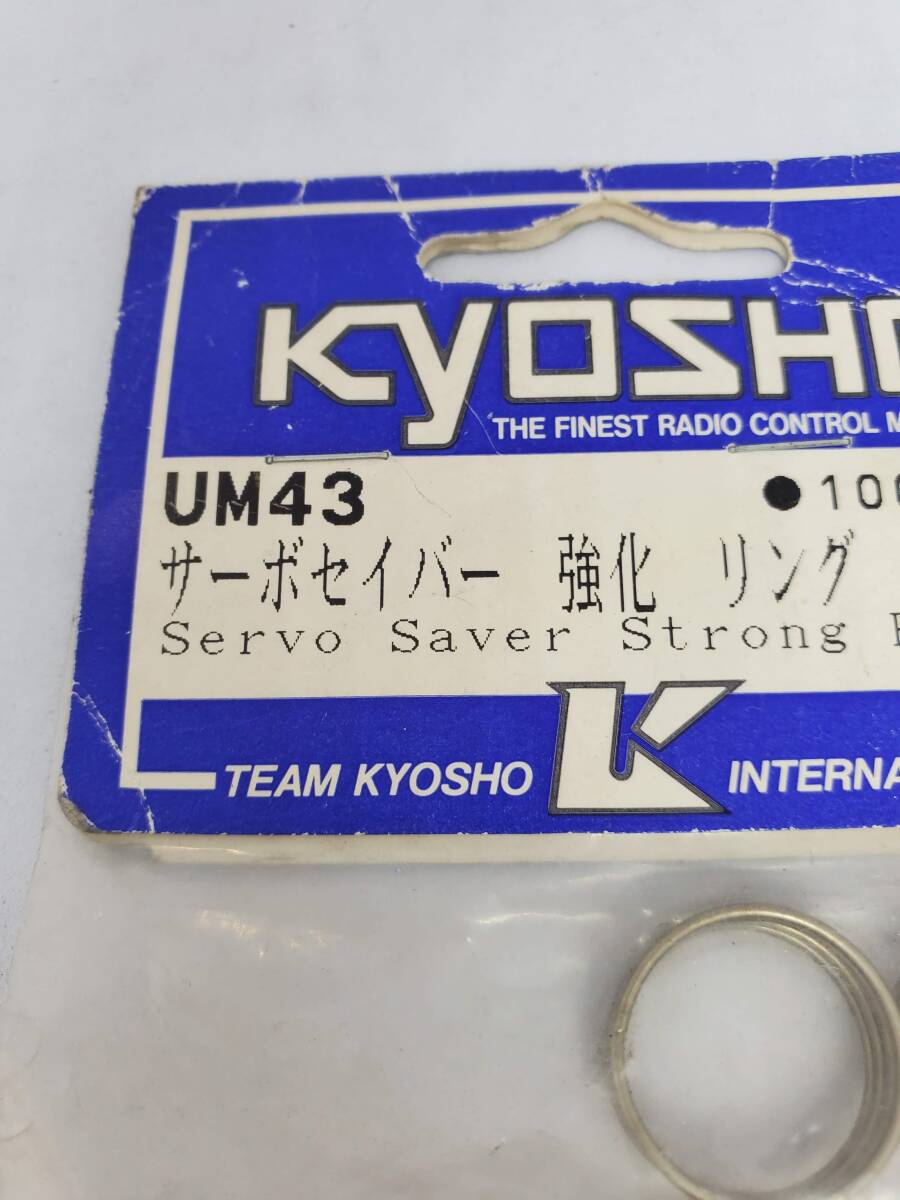 KYOSHO
THE FINEST RADIO CONTROL M
UM43 ●100
サーボセイバー 強化 リング
Servo Saver Strong
TEAM KYOSHO K INTERNA